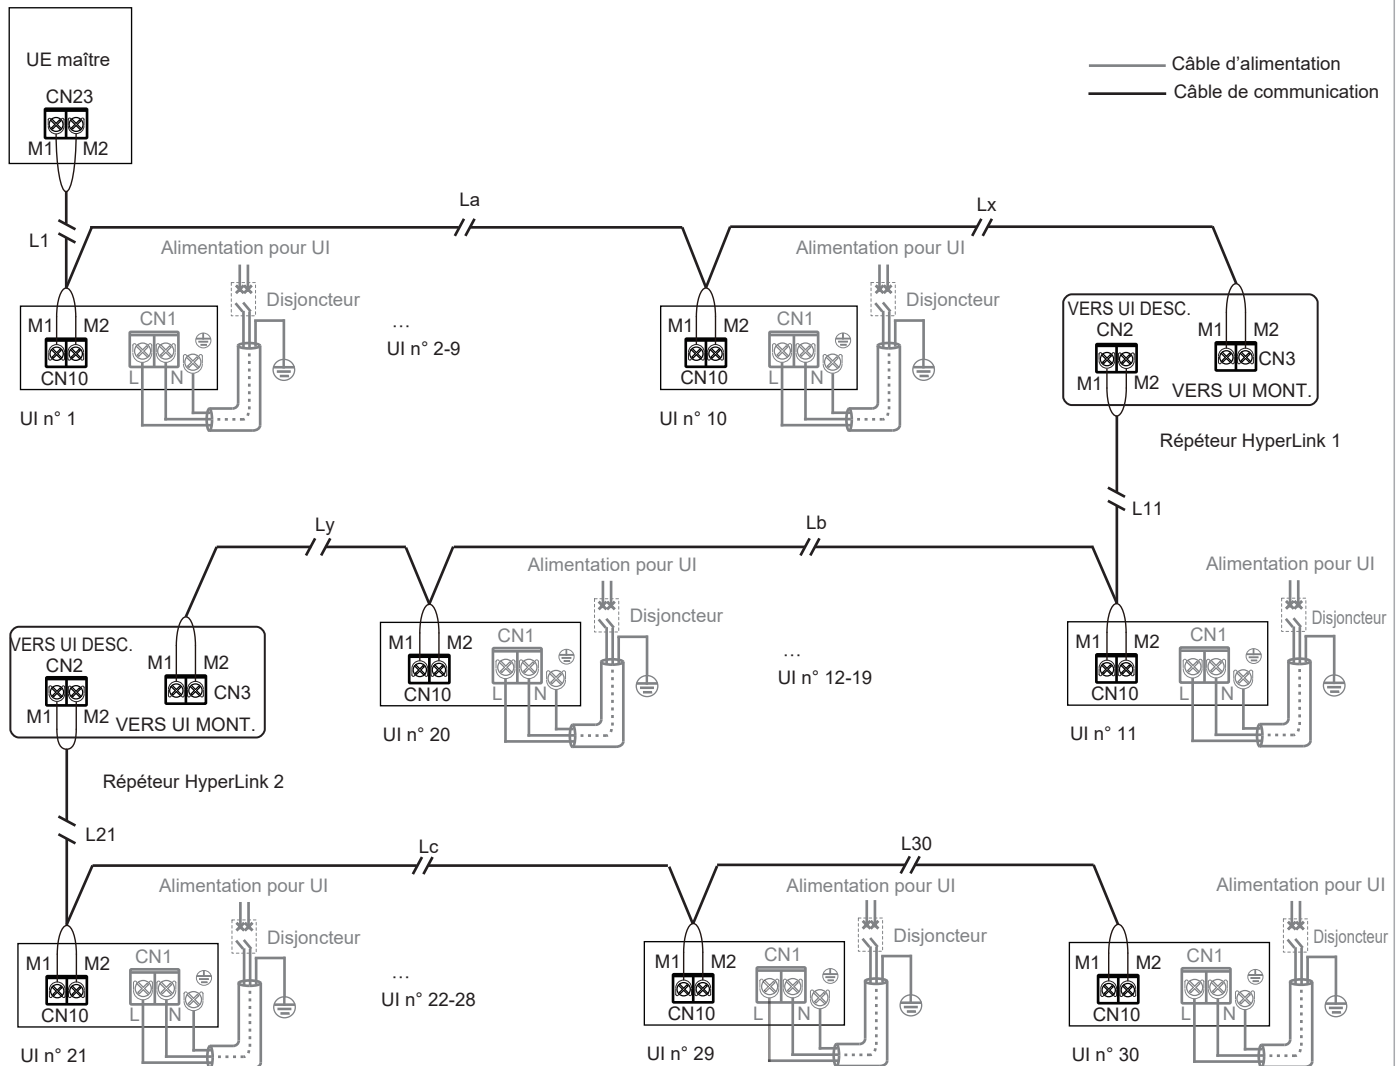 UE maître
CN23
M1 M2
Câble d'alimentation
Câble de communication
L1
La
Lx
Alimentation pour UI
Disjoncteur
M1 M2 CN1
CN10 L N
UI n° 1
...
UI n° 2-9
Alimentation pour UI
Disjoncteur
M1 M2 CN1
CN10 L N
UI n° 10
VERS UI DESC.
CN2
M1 M2
M1 M2
CN3
VERS UI MONT.
Répéteur HyperLink 1
L11
Ly
Lb
Alimentation pour UI
Disjoncteur
M1 M2 CN1
CN10 L N
UI n° 20
...
UI n° 12-19
Alimentation pour UI
Disjoncteur
M1 M2 CN1
CN10 L N
UI n° 11
VERS UI DESC.
CN2
M1 M2
M1 M2
CN3
VERS UI MONT.
Répéteur HyperLink 2
L21
Lc
L30
Alimentation pour UI
Disjoncteur
M1 M2 CN1
CN10 L N
UI n° 21
...
UI n° 22-28
Alimentation pour UI
Disjoncteur
M1 M2 CN1
CN10 L N
UI n° 29
Alimentation pour UI
Disjoncteur
M1 M2 CN1
CN10 L N
UI n° 30